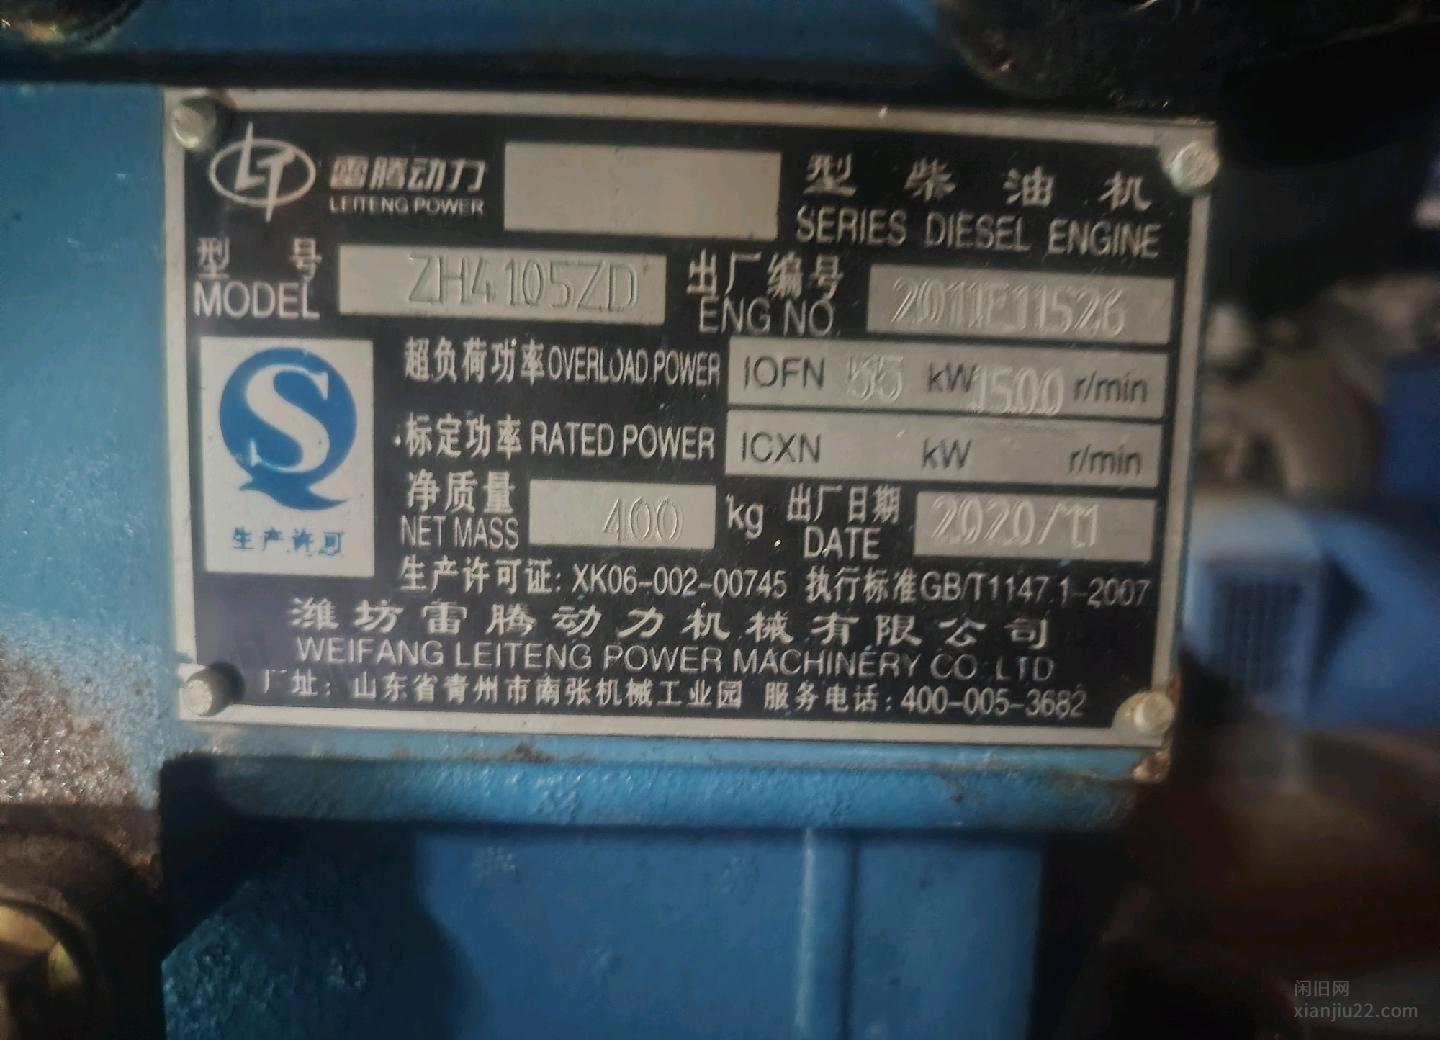 LT 雷腾动力 型 柴 油 机
LEITENG POWER SERIES DIESEL ENGINE
型 号 ZH4105ZD 出厂编号 2011E11526
MODEL ENG NO.
超负荷功率 OVERLOAD POWER IOFN 55 kW 1500 r/min
标定功率 RATED POWER ICXN kW r/min
净质量 400 kg 出厂日期 2020/11
NET MASS DATE
生产许可
生产许可证: XK06-002-00745 执行标准GB/T1147.1-2007
潍坊雷腾动力机械有限公司
WEIFANG LEITENG POWER MACHINERY CO.,LTD
厂址: 山东省青州市南张机械工业园 服务电话: 400-005-3682
闲旧网
xianjiu22.com